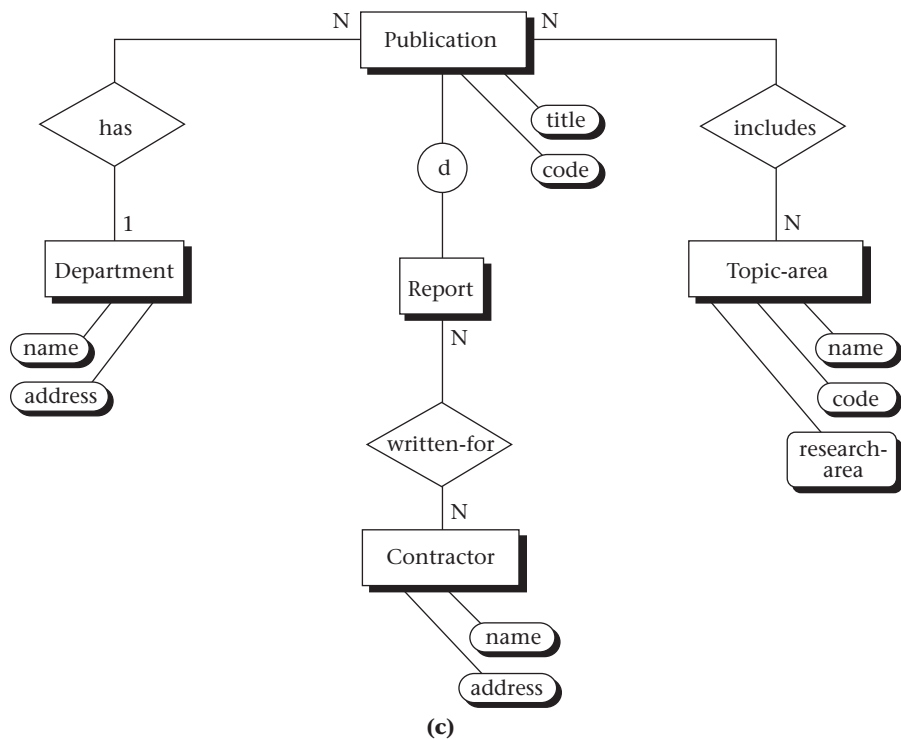 N
Publication
N
has
includes
title
d
code
1
N
Department
Topic-area
Report
name
N
name
address
code
written-for
research-
area
N
Contractor
name
address
(c)